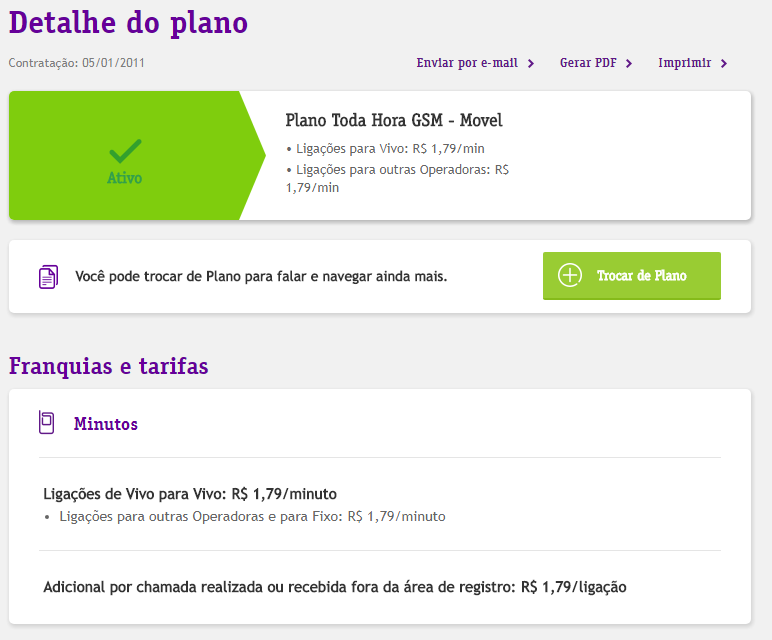 Detalhe do plano
Contratação: 05/01/2011
Enviar por e-mail
Gerar PDF
Imprimir
Ativo
Plano Toda Hora GSM - Movel
• Ligações para Vivo: R$ 1,79/min
• Ligações para outras Operadoras: R$
1,79/min
Você pode trocar de Plano para falar e navegar ainda mais.
Trocar de Plano
Franquias e tarifas
Minutos
Ligações de Vivo para Vivo: R$ 1,79/minuto
• Ligações para outras Operadoras e para Fixo: R$ 1,79/minuto
Adicional por chamada realizada ou recebida fora da área de registro: R$ 1,79/ligação